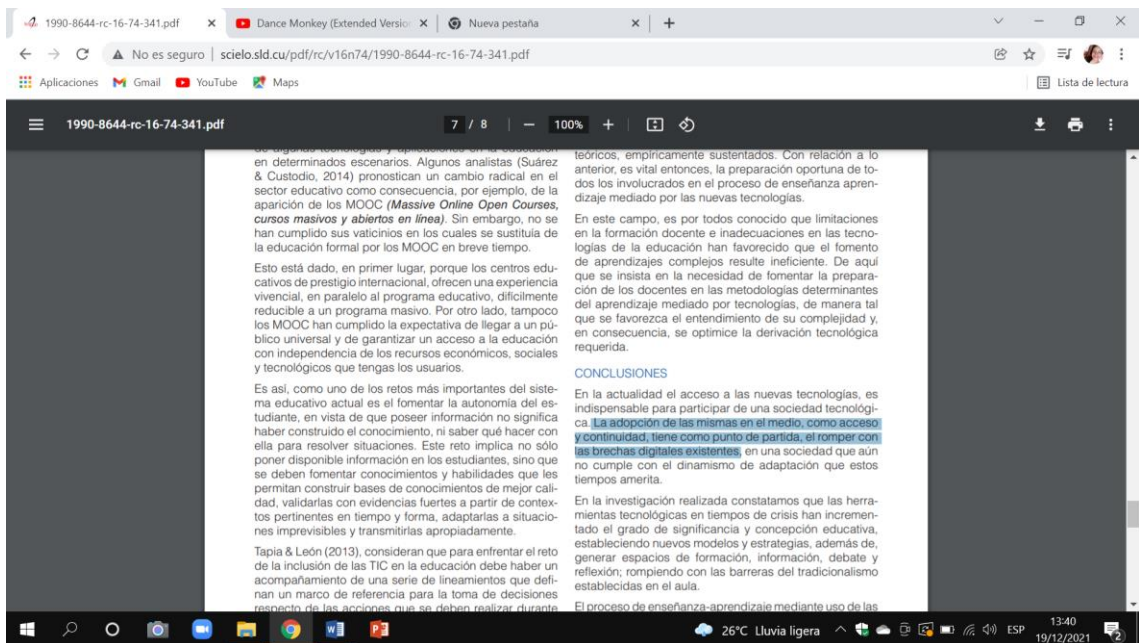 1990-8644-rc-16-74-341.pdf
Dance Monkey (Extended Version
Nueva pestaña
No es seguro | scielo.sld.cu/pdf/rc/v16n74/1990-8644-rc-16-74-341.pdf
Aplicaciones
Gmail
YouTube
Maps
Lista de lectura
1990-8644-rc-16-74-341.pdf
7 / 8
100%
de algunas tecnologías y aplicaciones en la educación
en determinados escenarios. Algunos analistas (Suárez
& Custodio, 2014) pronostican un cambio radical en el
sector educativo como consecuencia, por ejemplo, de la
aparición de los MOOC (Massive Online Open Courses,
cursos masivos y abiertos en línea). Sin embargo, no se
han cumplido sus vaticinios en los cuales se sustituía de
la educación formal por los MOOC en breve tiempo.
Esto está dado, en primer lugar, porque los centros edu-
cativos de prestigio internacional, ofrecen una experiencia
vivencial, en paralelo al programa educativo, difícilmente
reducible a un programa masivo. Por otro lado, tampoco
los MOOC han cumplido la expectativa de llegar a un pú-
blico universal y de garantizar un acceso a la educación
con independencia de los recursos económicos, sociales
y tecnológicos que tengas los usuarios.
Es así, como uno de los retos más importantes del siste-
ma educativo actual es el fomentar la autonomía del es-
tudiante, en vista de que poseer información no significa
haber construido el conocimiento, ni saber qué hacer con
ella para resolver situaciones. Este reto implica no sólo
poner disponible información en los estudiantes, sino que
se deben fomentar conocimientos y habilidades que les
permitan construir bases de conocimientos de mejor cali-
dad, validarlas con evidencias fuertes a partir de contex-
tos pertinentes en tiempo y forma, adaptarlas a situacio-
nes imprevisibles y transmitirlas apropiadamente.
Tapia & León (2013), consideran que para enfrentar el reto
de la inclusión de las TIC en la educación debe haber un
acompañamiento de una serie de lineamientos que defi-
nan un marco de referencia para la toma de decisiones
respecto de las acciones que se deben realizar durante
teóricos, empíricamente sustentados. Con relación a lo
anterior, es vital entonces, la preparación oportuna de to-
dos los involucrados en el proceso de enseñanza apren-
dizaje mediado por las nuevas tecnologías.
En este campo, es por todos conocido que limitaciones
en la formación docente e inadecuaciones en las tecno-
logías de la educación han favorecido que el fomento
de aprendizajes complejos resulte ineficiente. De aquí
que se insista en la necesidad de fomentar la prepara-
ción de los docentes en las metodologías determinantes
del aprendizaje mediado por tecnologías, de manera tal
que se favorezca el entendimiento de su complejidad y,
en consecuencia, se optimice la derivación tecnológica
requerida.
CONCLUSIONES
En la actualidad el acceso a las nuevas tecnologías, es
indispensable para participar de una sociedad tecnológi-
ca. La adopción de las mismas en el medio, como acceso
y continuidad, tiene como punto de partida, el romper con
las brechas digitales existentes, en una sociedad que aún
no cumple con el dinamismo de adaptación que estos
tiempos amerita.
En la investigación realizada constatamos que las herra-
mientas tecnológicas en tiempos de crisis han incremen-
tado el grado de significancia y concepción educativa,
estableciendo nuevos modelos y estrategias, además de,
generar espacios de formación, información, debate y
reflexión; rompiendo con las barreras del tradicionalismo
establecidas en el aula.
El proceso de enseñanza-aprendizaje mediante uso de las
26°C Lluvia ligera
ESP
13:40
19/12/2021
2